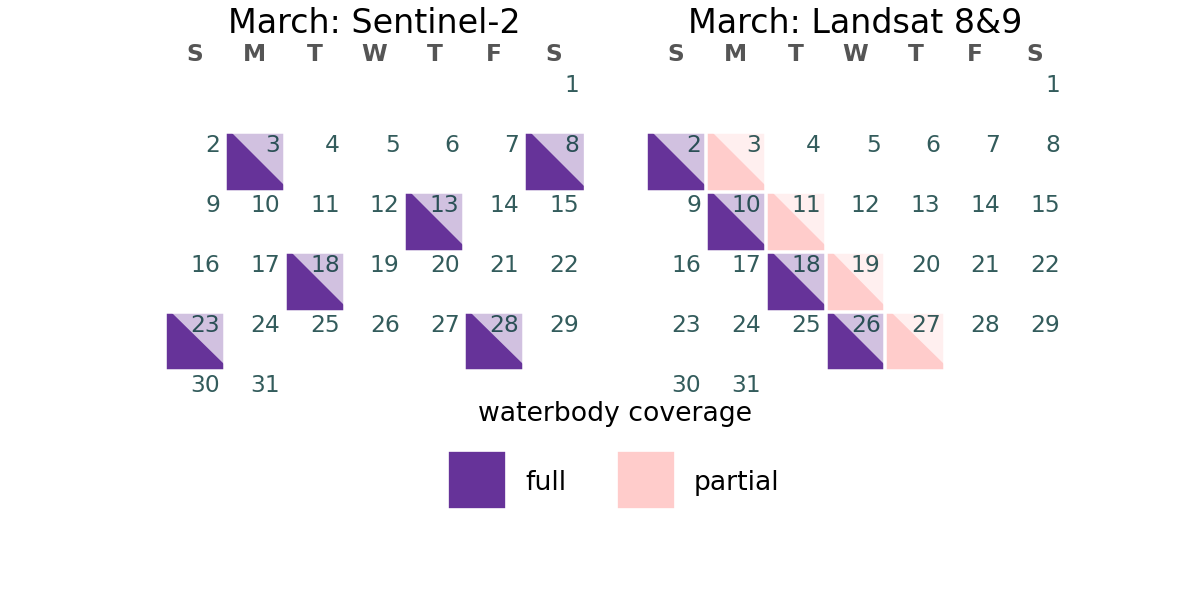 March: Sentinel-2
S M T W T F S
1
2 3 4 5 6 7 8
9 10 11 12 13 14 15
16 17 18 19 20 21 22
23 24 25 26 27 28 29
30 31
March: Landsat 8&9
S M T W T F S
1
2 3 4 5 6 7 8
9 10 11 12 13 14 15
16 17 18 19 20 21 22
23 24 25 26 27 28 29
30 31
waterbody coverage
full partial